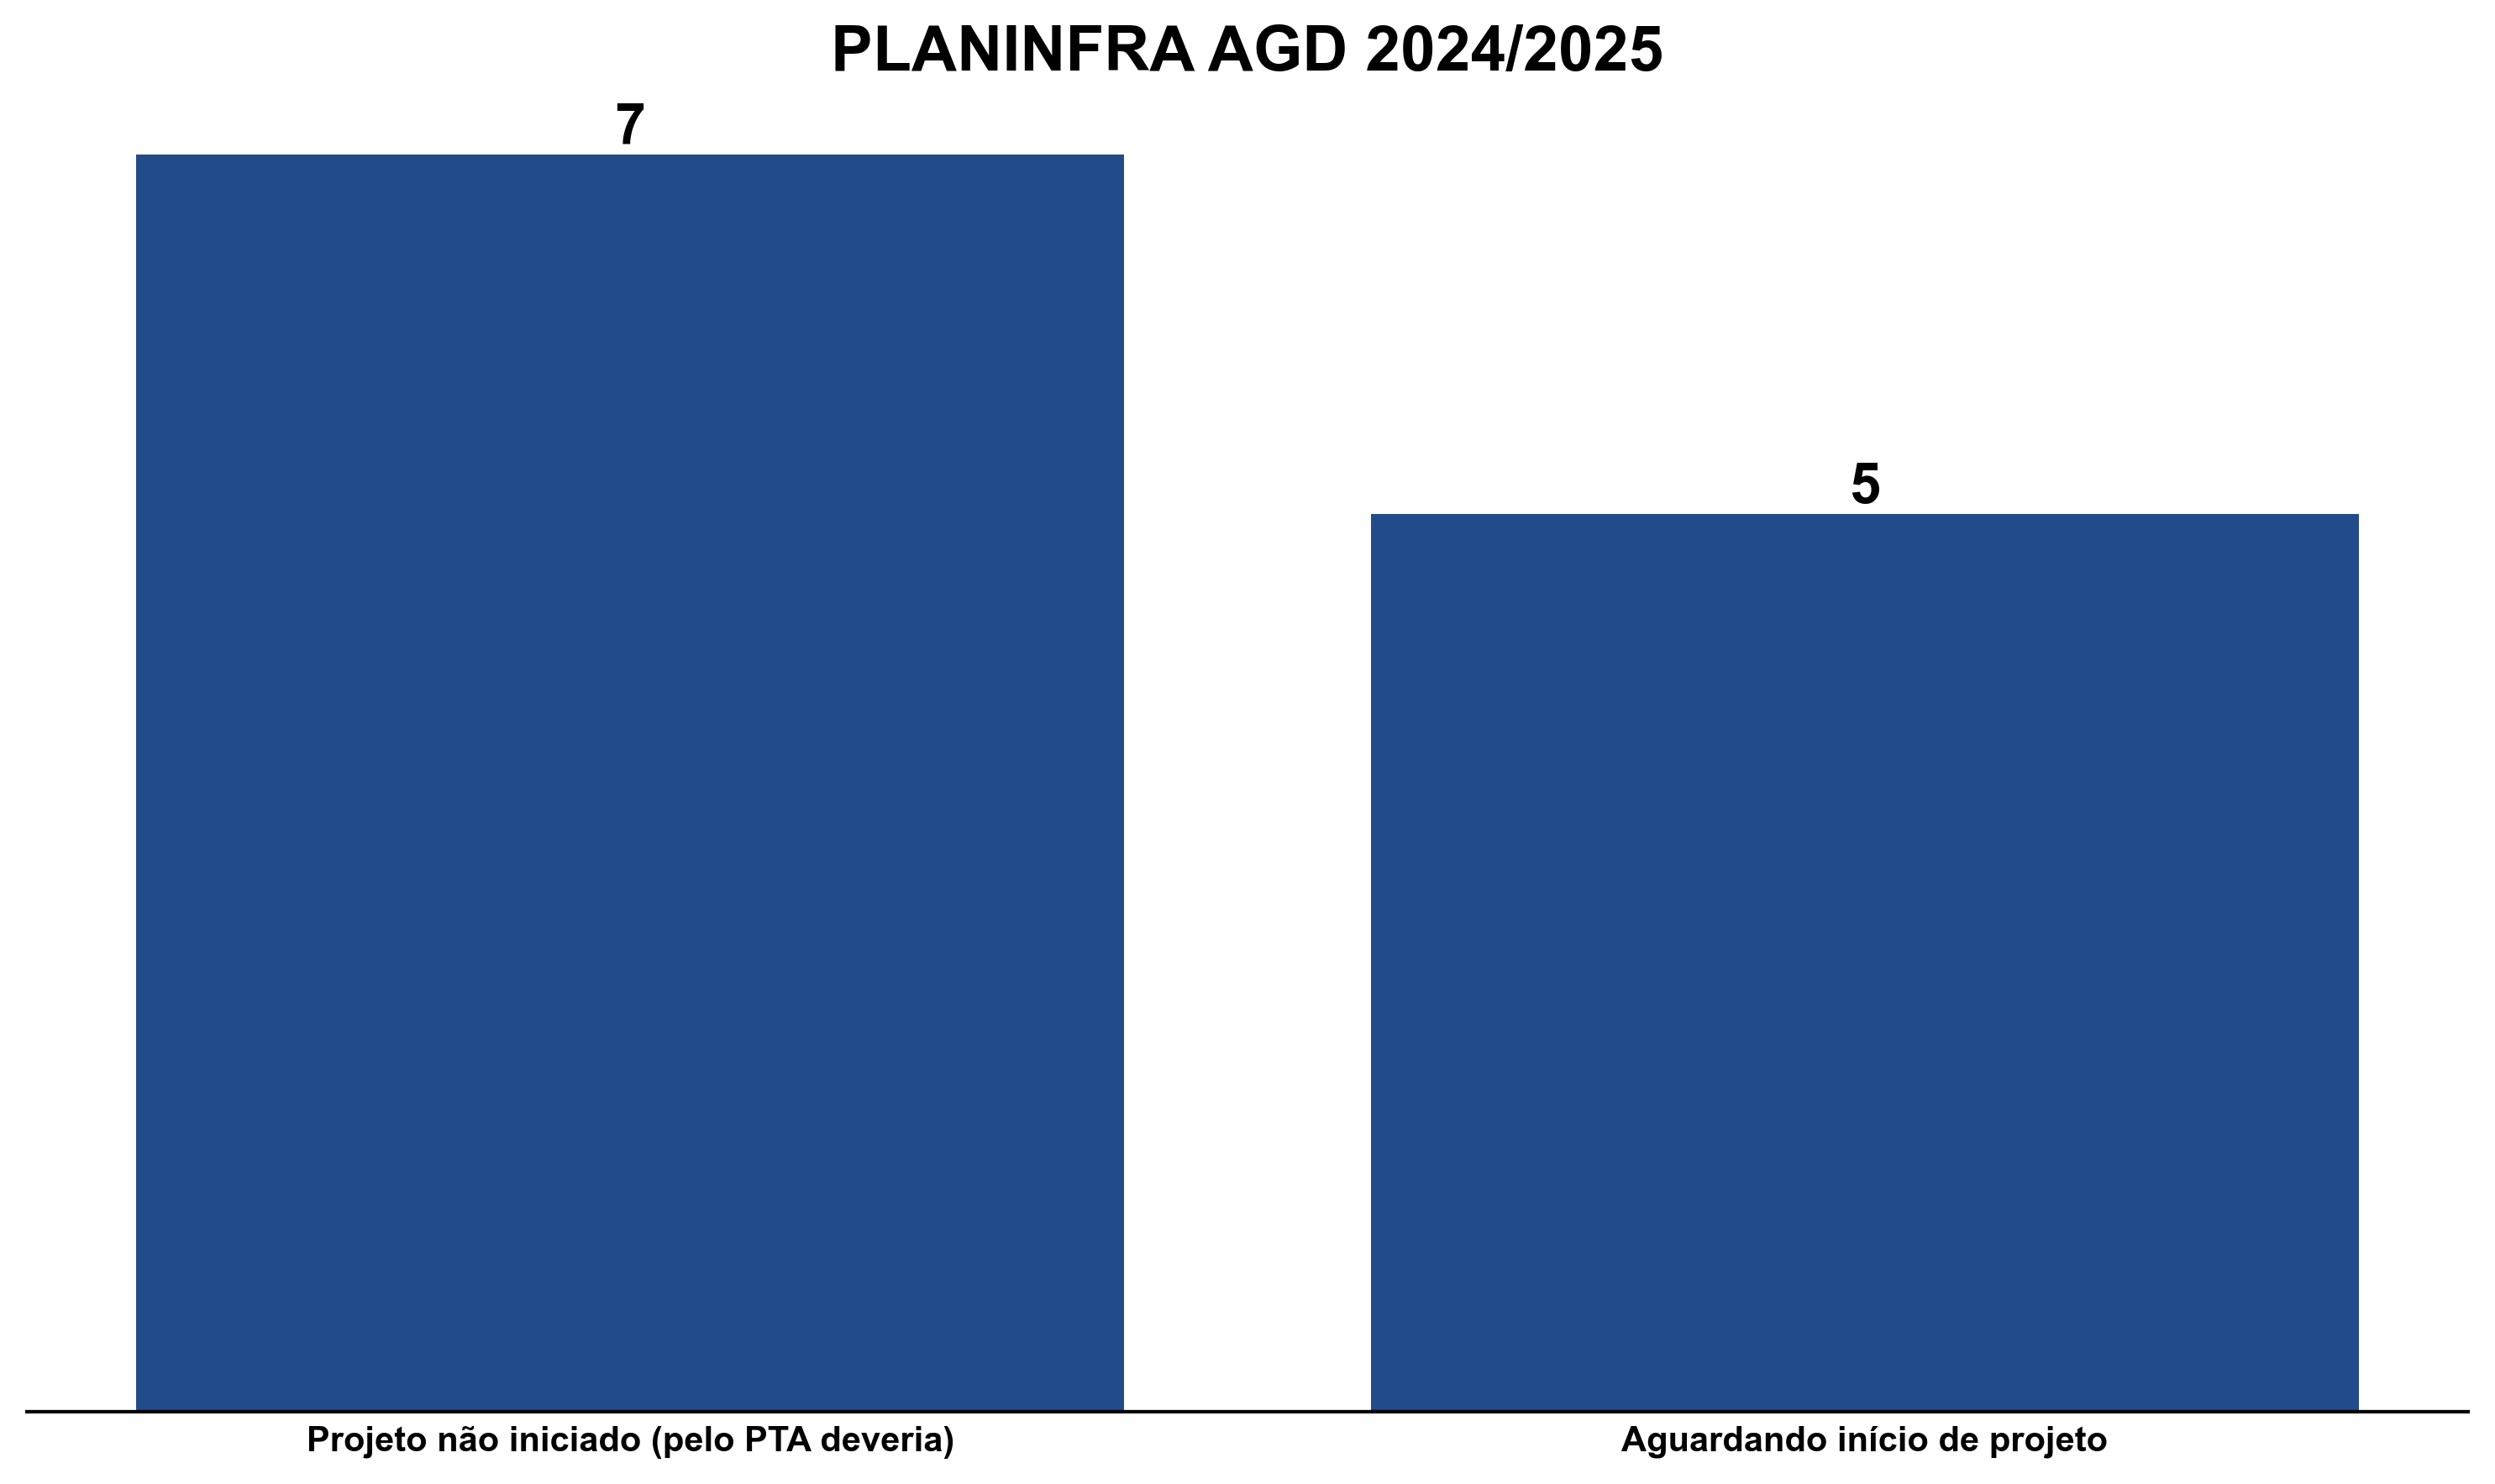 PLANINFRA AGD 2024/2025
7
5
Projeto não iniciado (pelo PTA deveria)
Aguardando início de projeto